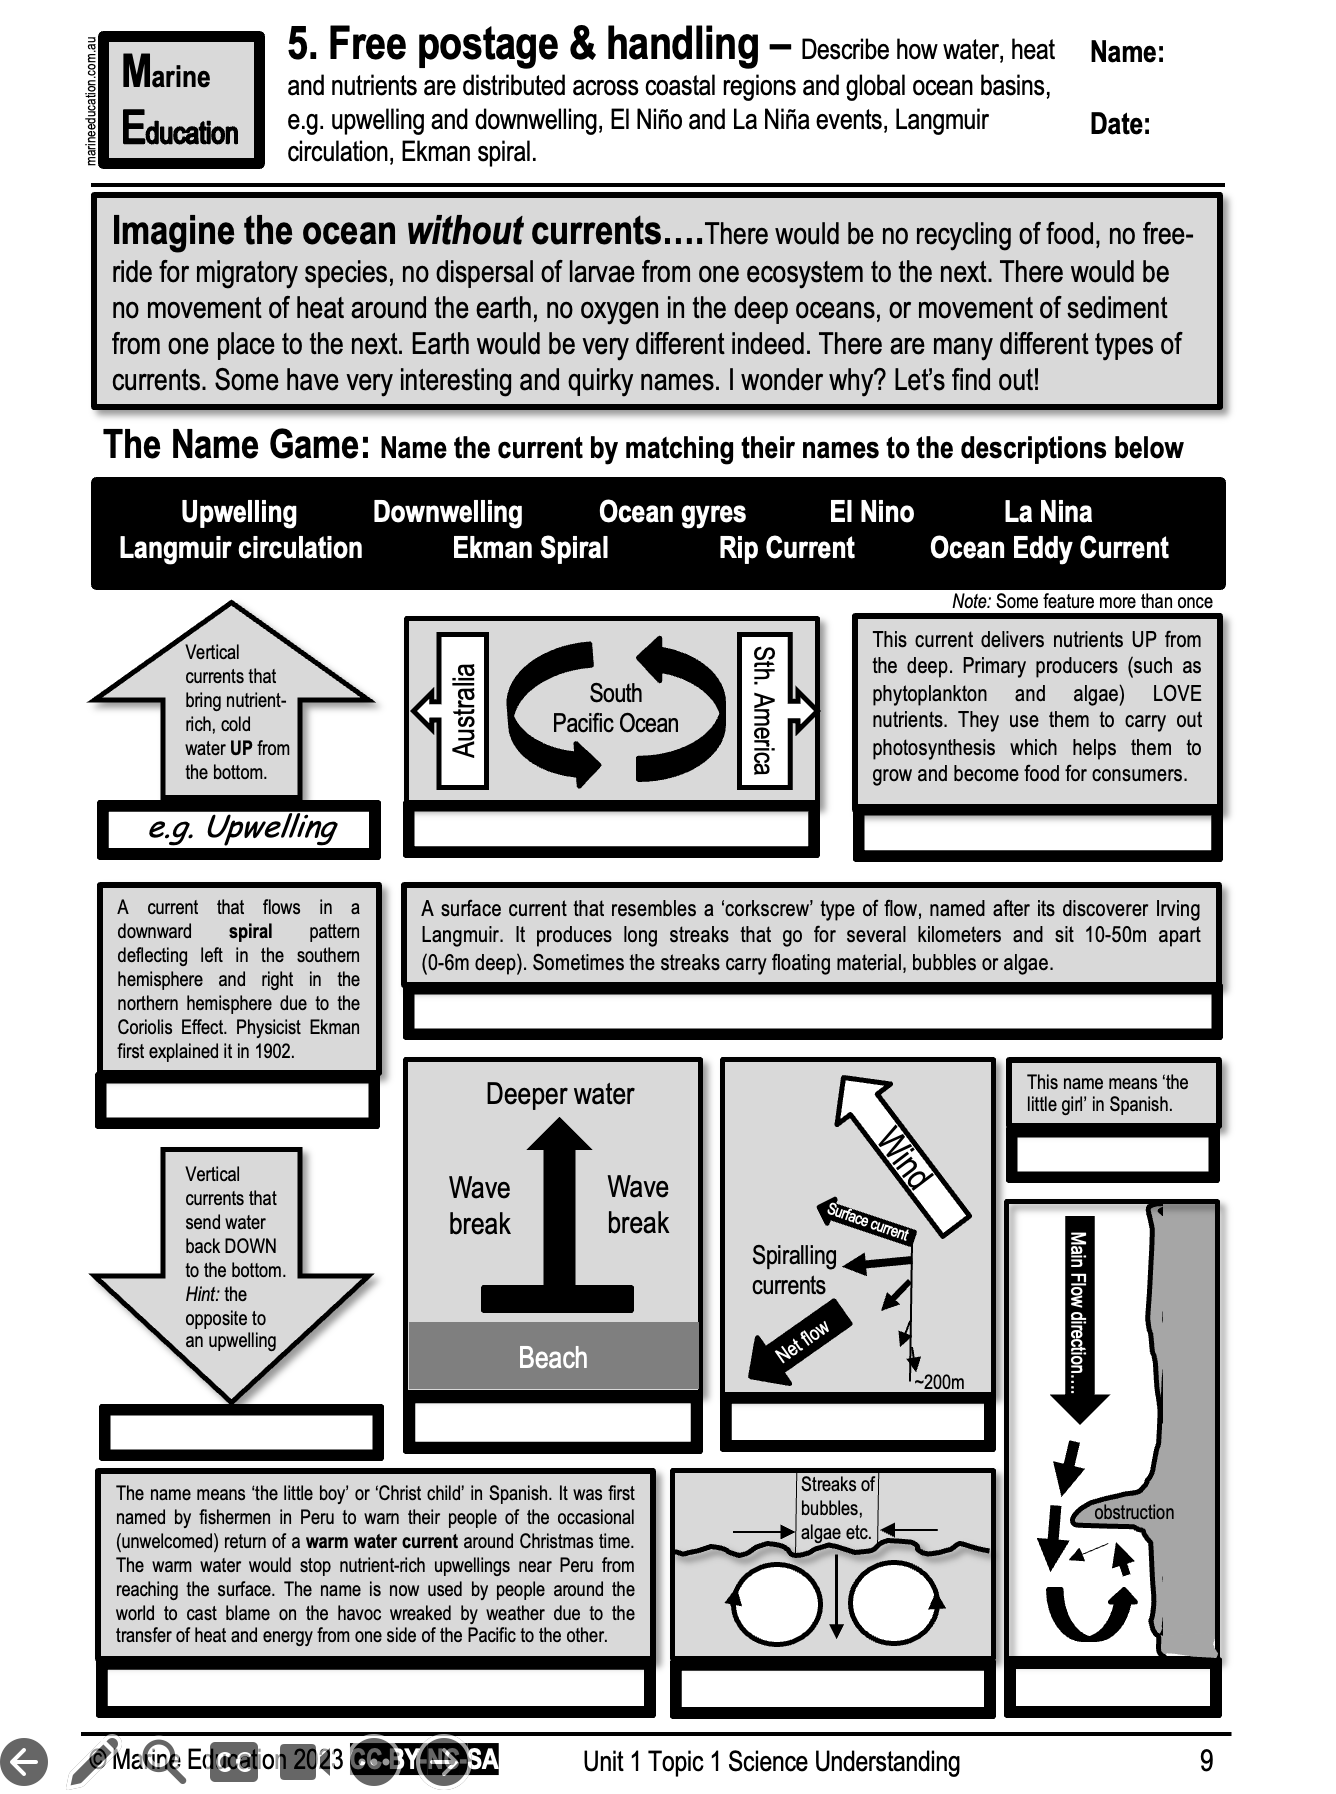 marineeducation.com.au
Marine
Education
5. Free postage & handling – Describe how water, heat
and nutrients are distributed across coastal regions and global ocean basins,
e.g. upwelling and downwelling, El Niño and La Niña events, Langmuir
circulation, Ekman spiral.
Name:
Date:
Imagine the ocean without currents….There would be no recycling of food, no free-
ride for migratory species, no dispersal of larvae from one ecosystem to the next. There would be
no movement of heat around the earth, no oxygen in the deep oceans, or movement of sediment
from one place to the next. Earth would be very different indeed. There are many different types of
currents. Some have very interesting and quirky names. I wonder why? Let's find out!
The Name Game: Name the current by matching their names to the descriptions below
Upwelling Downwelling Ocean gyres El Nino La Nina
Langmuir circulation Ekman Spiral Rip Current Ocean Eddy Current
Note: Some feature more than once
Vertical
currents that
bring nutrient-
rich, cold
water UP from
the bottom.
e.g. Upwelling
Australia
South
Pacific Ocean
Sth. America
This current delivers nutrients UP from
the deep. Primary producers (such as
phytoplankton and algae) LOVE
nutrients. They use them to carry out
photosynthesis which helps them to
grow and become food for consumers.
A current that flows in a
downward spiral pattern
deflecting left in the southern
hemisphere and right in the
northern hemisphere due to the
Coriolis Effect. Physicist Ekman
first explained it in 1902.
A surface current that resembles a 'corkscrew' type of flow, named after its discoverer Irving
Langmuir. It produces long streaks that go for several kilometers and sit 10-50m apart
(0-6m deep). Sometimes the streaks carry floating material, bubbles or algae.
Deeper water
Wave
break
Wave
break
Beach
Wind
Surface current
Spiralling
currents
Net flow
~200m
This name means 'the
little girl' in Spanish.
Vertical
currents that
send water
back DOWN
to the bottom.
Hint: the
opposite to
an upwelling
Main Flow direction….
obstruction
The name means 'the little boy' or 'Christ child' in Spanish. It was first
named by fishermen in Peru to warn their people of the occasional
(unwelcomed) return of a warm water current around Christmas time.
The warm water would stop nutrient-rich upwellings near Peru from
reaching the surface. The name is now used by people around the
world to cast blame on the havoc wreaked by weather due to the
transfer of heat and energy from one side of the Pacific to the other.
Streaks of
bubbles,
algae etc.
© Marine Education 2023 CC-BY-NC-SA
CC
Unit 1 Topic 1 Science Understanding
9